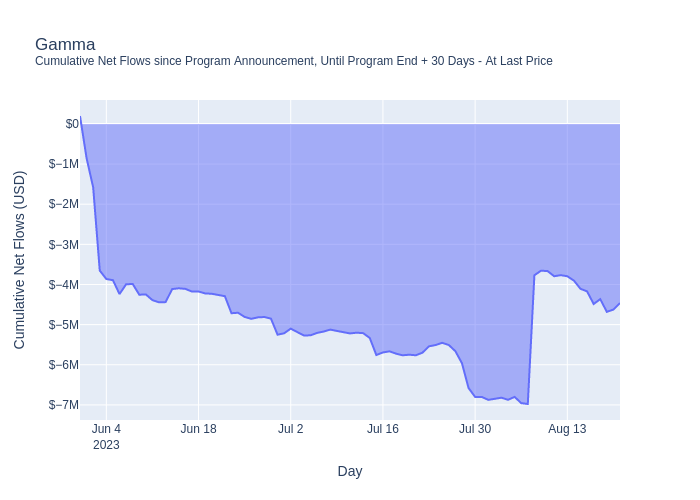 Gamma
Cumulative Net Flows since Program Announcement, Until Program End + 30 Days - At Last Price
Cumulative Net Flows (USD)
$0
$−1M
$−2M
$−3M
$−4M
$−5M
$−6M
$−7M
Jun 4
2023
Jun 18
Jul 2
Jul 16
Jul 30
Aug 13
Day